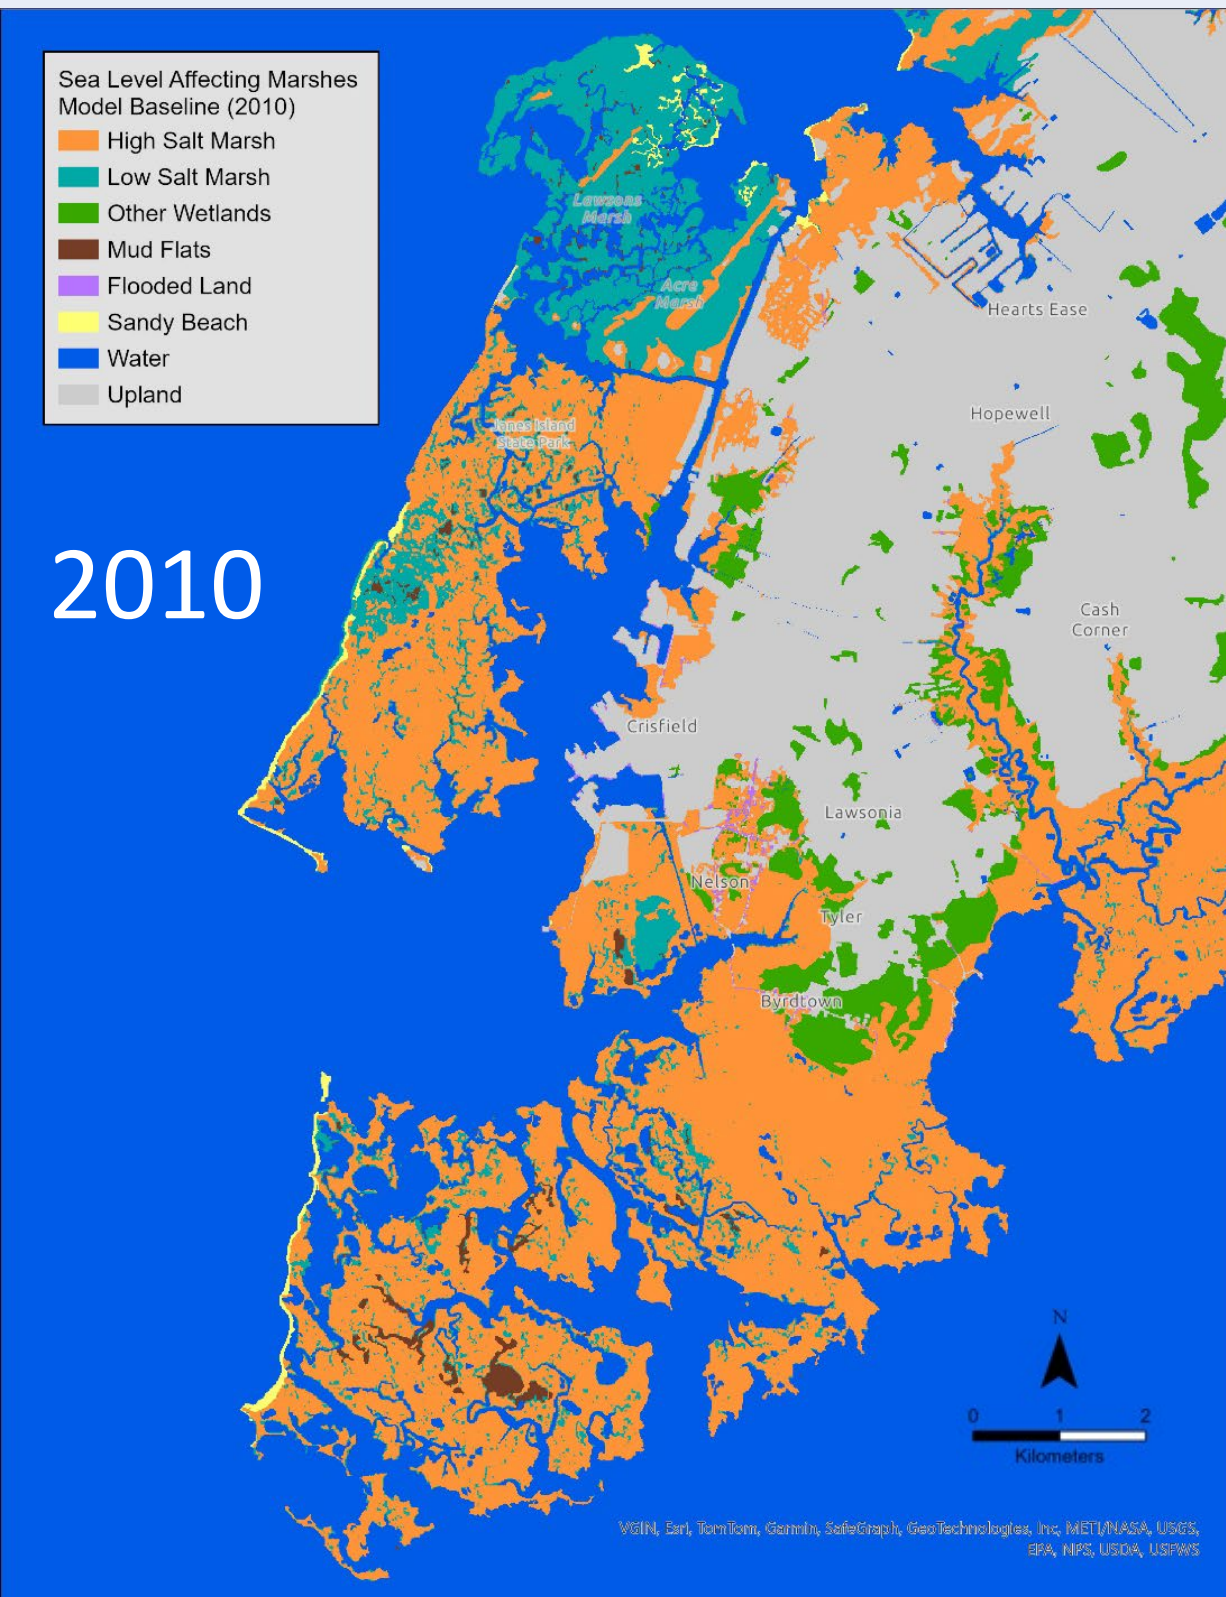 Sea Level Affecting Marshes
Model Baseline (2010)
High Salt Marsh
Low Salt Marsh
Other Wetlands
Mud Flats
Flooded Land
Sandy Beach
Water
Upland
Lawsons
Marsh
Acre
Marsh
Hearts Ease
Hopewell
Jones Island
State Park
2010
Cash
Corner
Crisfield
Lawsonia
Nelson
Tyler
Byrdtown
N
0 1 2
Kilometers
VGIN, Esri, TomTom, Garmin, SafeGraph, GeoTechnologies, Inc, METI/NASA, USGS,
EPA, NPS, USDA, USFWS